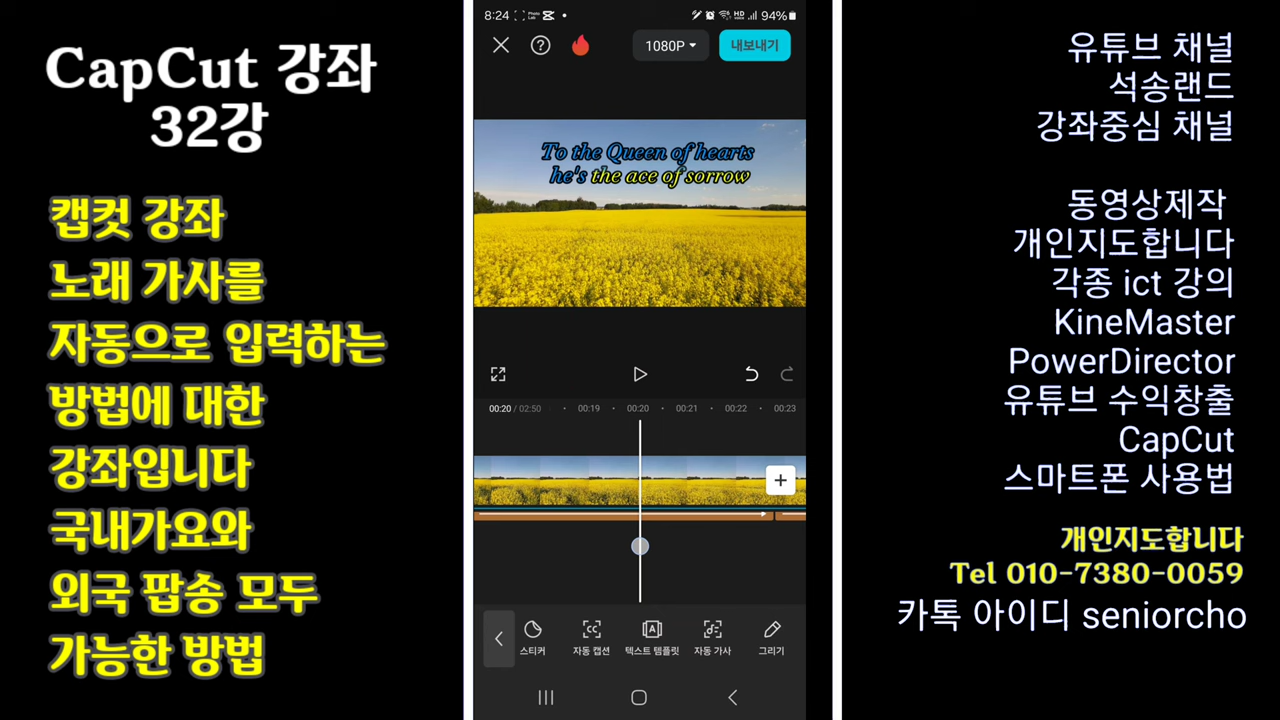 CapCut 강좌
32강
캡컷 강좌
노래 가사를
자동으로 입력하는
방법에 대한
강좌입니다
국내가요와
외국 팝송 모두
가능한 방법
8:24
94%
1080P
내보내기
To the Queen of hearts
he's the ace of sorrow
00:20 / 02:50
00:19
00:20
00:21
00:22
00:23
스티커
자동 캡션
텍스트 템플릿
자동 가사
그리기
유튜브 채널
석송랜드
강좌중심 채널
동영상제작
개인지도합니다
각종 ict 강의
KineMaster
PowerDirector
유튜브 수익창출
CapCut
스마트폰 사용법
개인지도합니다
Tel 010-7380-0059
카톡 아이디 seniorcho